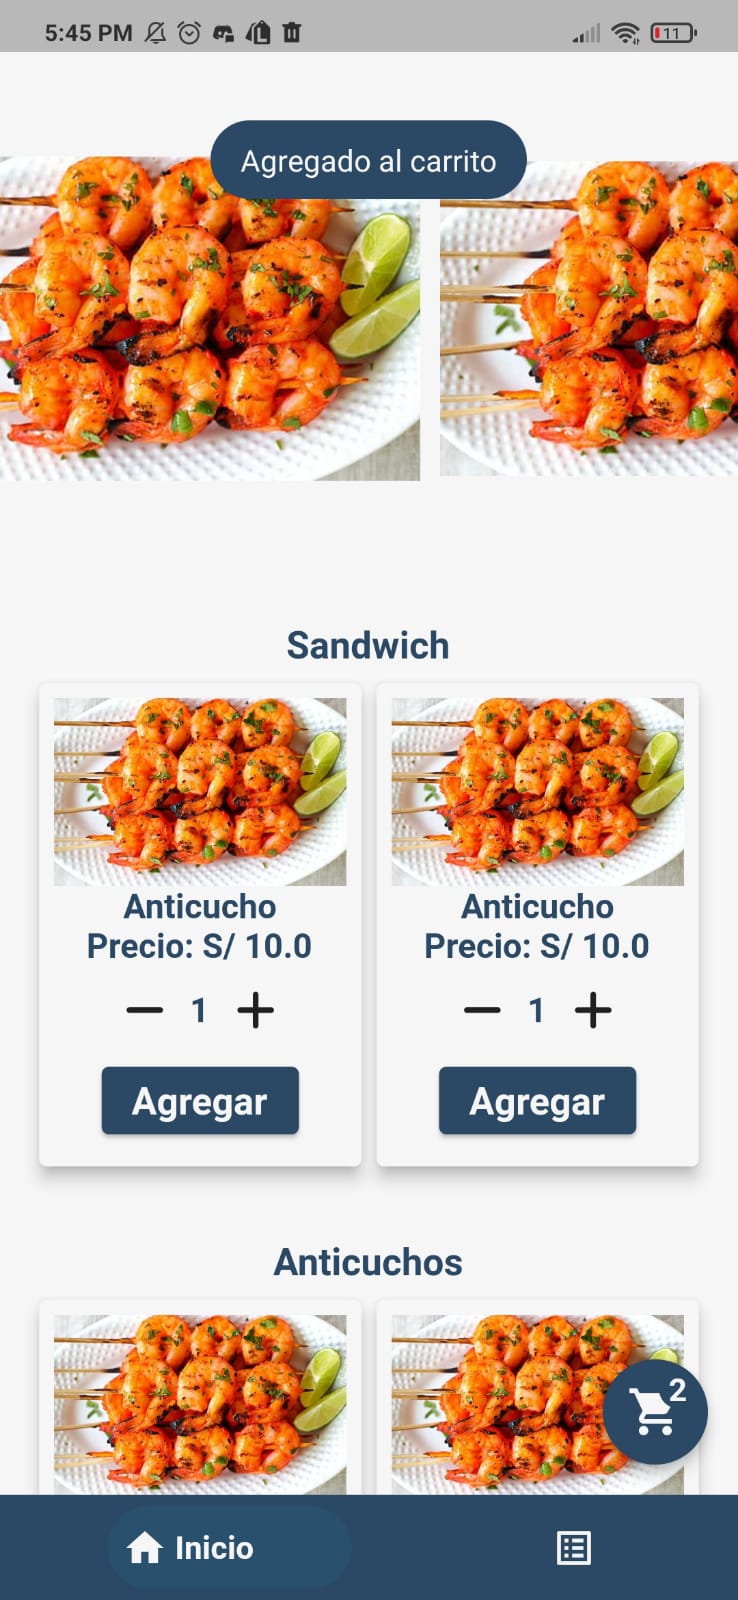 5:45 PM
11
Agregado al carrito
Sandwich
Anticucho
Precio: S/ 10.0
1
Agregar
Anticucho
Precio: S/ 10.0
1
Agregar
Anticuchos
2
Inicio